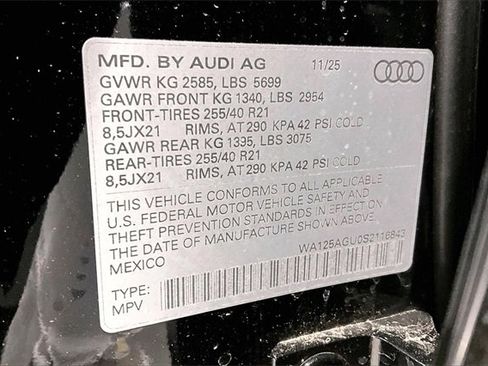 MFD. BY AUDI AG 11/25
GVWR KG 2585, LBS 5699
GAWR FRONT KG 1340, LBS 2954
FRONT-TIRES 255/40 R21
8,5JX21 RIMS, AT 290 KPA 42 PSI COLD
GAWR REAR KG 1395, LBS 3075
REAR-TIRES 255/40 R21
8,5JX21 RIMS, AT 290 KPA 42 PSI COLD
THIS VEHICLE CONFORMS TO ALL APPLICABLE
U.S. FEDERAL MOTOR VEHICLE SAFETY AND
THEFT PREVENTION STANDARDS IN EFFECT ON
THE DATE OF MANUFACTURE SHOWN ABOVE.
MEXICO WA125AGU0S2116843
TYPE:
MPV